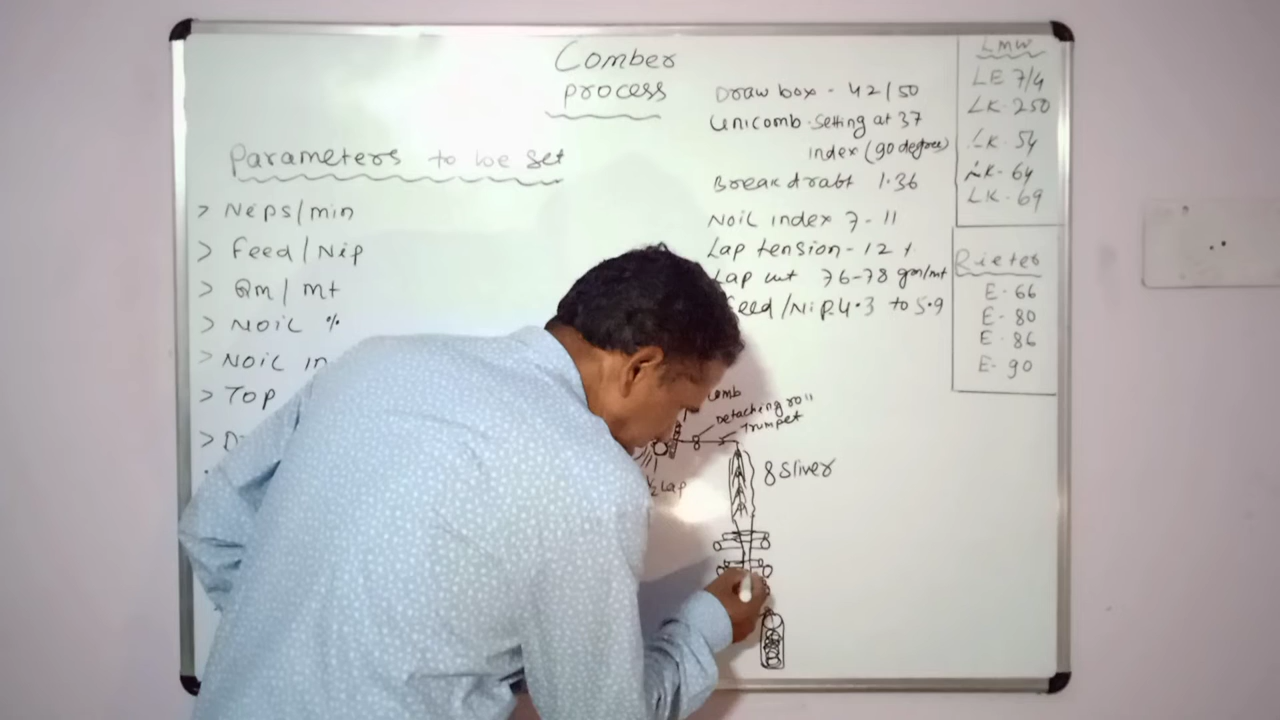 Comber
process
Parameters to be set
> Neps/min
> Feed/Nip
> Gm/mt
> Noil %
> Noil in
> Top
> D
Draw box - 42/50
Unicomb setting at 37
index (90 degree)
Break draft 1.36
Noil index 7-11
Lap tension - 12
Lap wt 76-78 gm/mt
Feed/Nip 4.3 to 5.9
comb
Detaching roll
Trumpet
8 Sliver
1/2 Lap
LMW
LE 7/4
LK. 250
LK. 54
LK. 64
LK. 69
Rieter
E-66
E-80
E-86
E-90